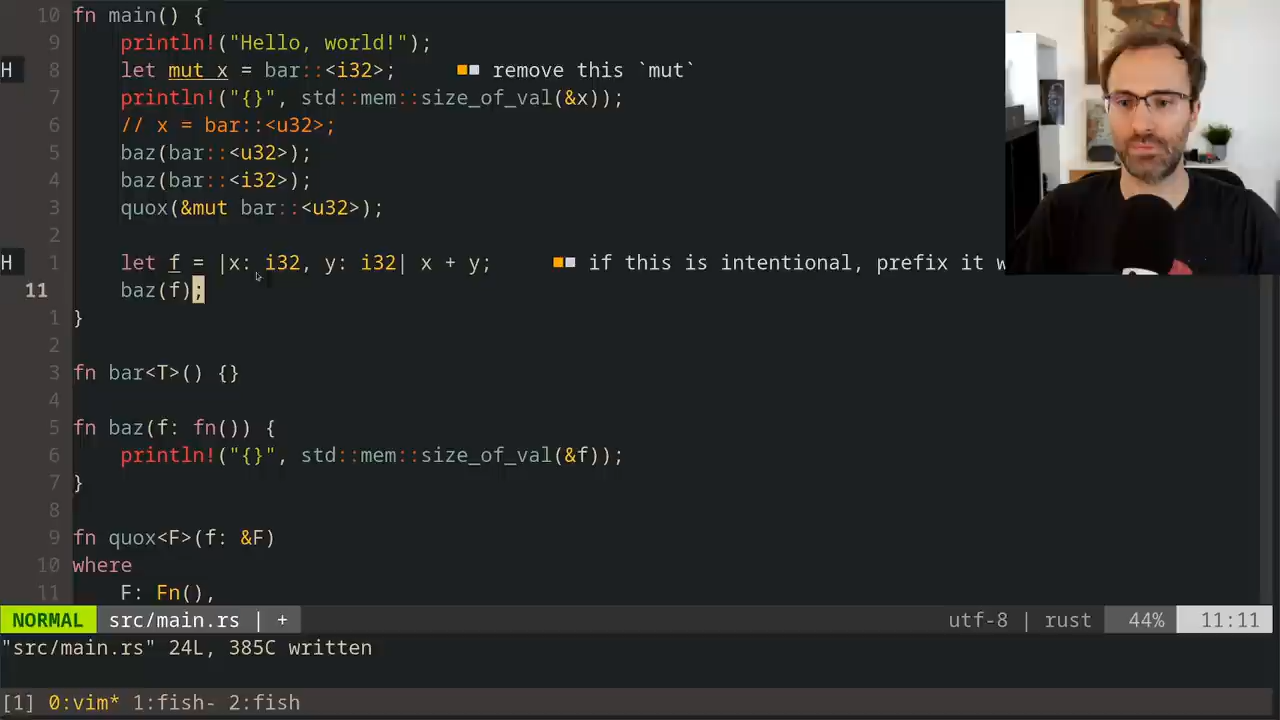 10 fn main() {
9 println!("Hello, world!");
H 8 let mut x = bar::<i32>; remove this `mut`
7 println!("{}", std::mem::size_of_val(&x));
6 // x = bar::<u32>;
5 baz(bar::<u32>);
4 baz(bar::<i32>);
3 quox(&mut bar::<u32>);
2
H 1 let f = |x: i32, y: i32| x + y; if this is intentional, prefix it w
11 baz(f);
1 }
2
3 fn bar<T>() {}
4
5 fn baz(f: fn()) {
6 println!("{}", std::mem::size_of_val(&f));
7 }
8
9 fn quox<F>(f: &F)
10 where
11 F: Fn(),
NORMAL src/main.rs | + utf-8 | rust 44% 11:11
"src/main.rs" 24L, 385C written
[1] 0:vim* 1:fish- 2:fish